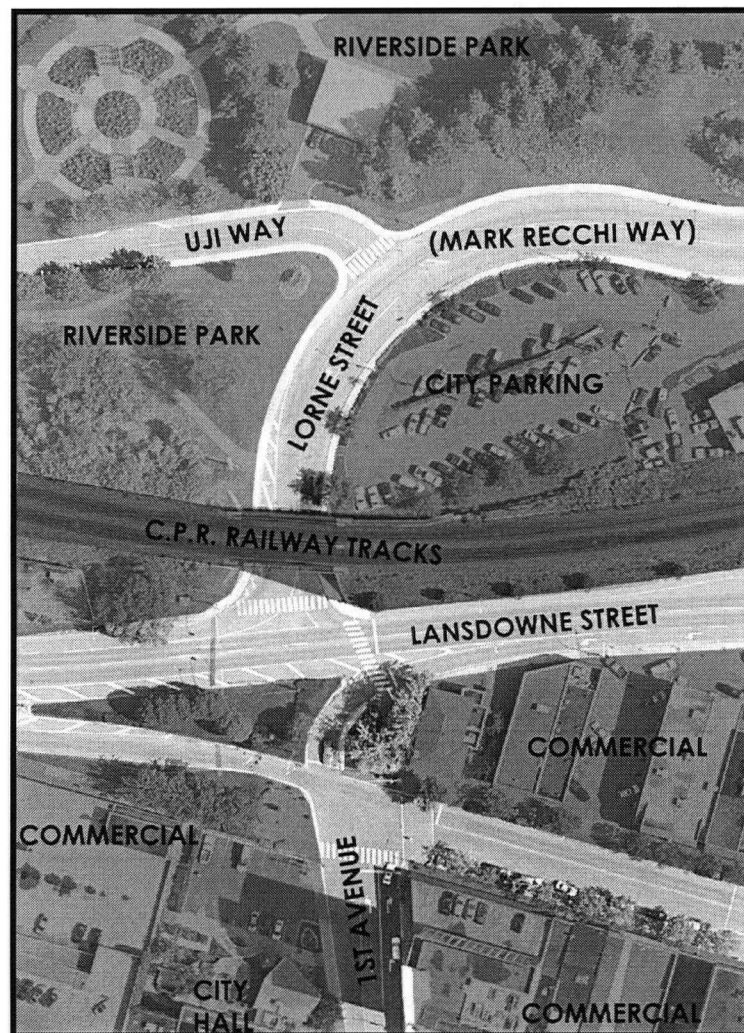 RIVERSIDE PARK
UJI WAY
(MARK RECCHI WAY)
RIVERSIDE PARK
LORNE STREET
CITY PARKING
C.P.R. RAILWAY TRACKS
LANSDOWNE STREET
COMMERCIAL
COMMERCIAL
1ST AVENUE
CITY
HALL
COMMERCIAL